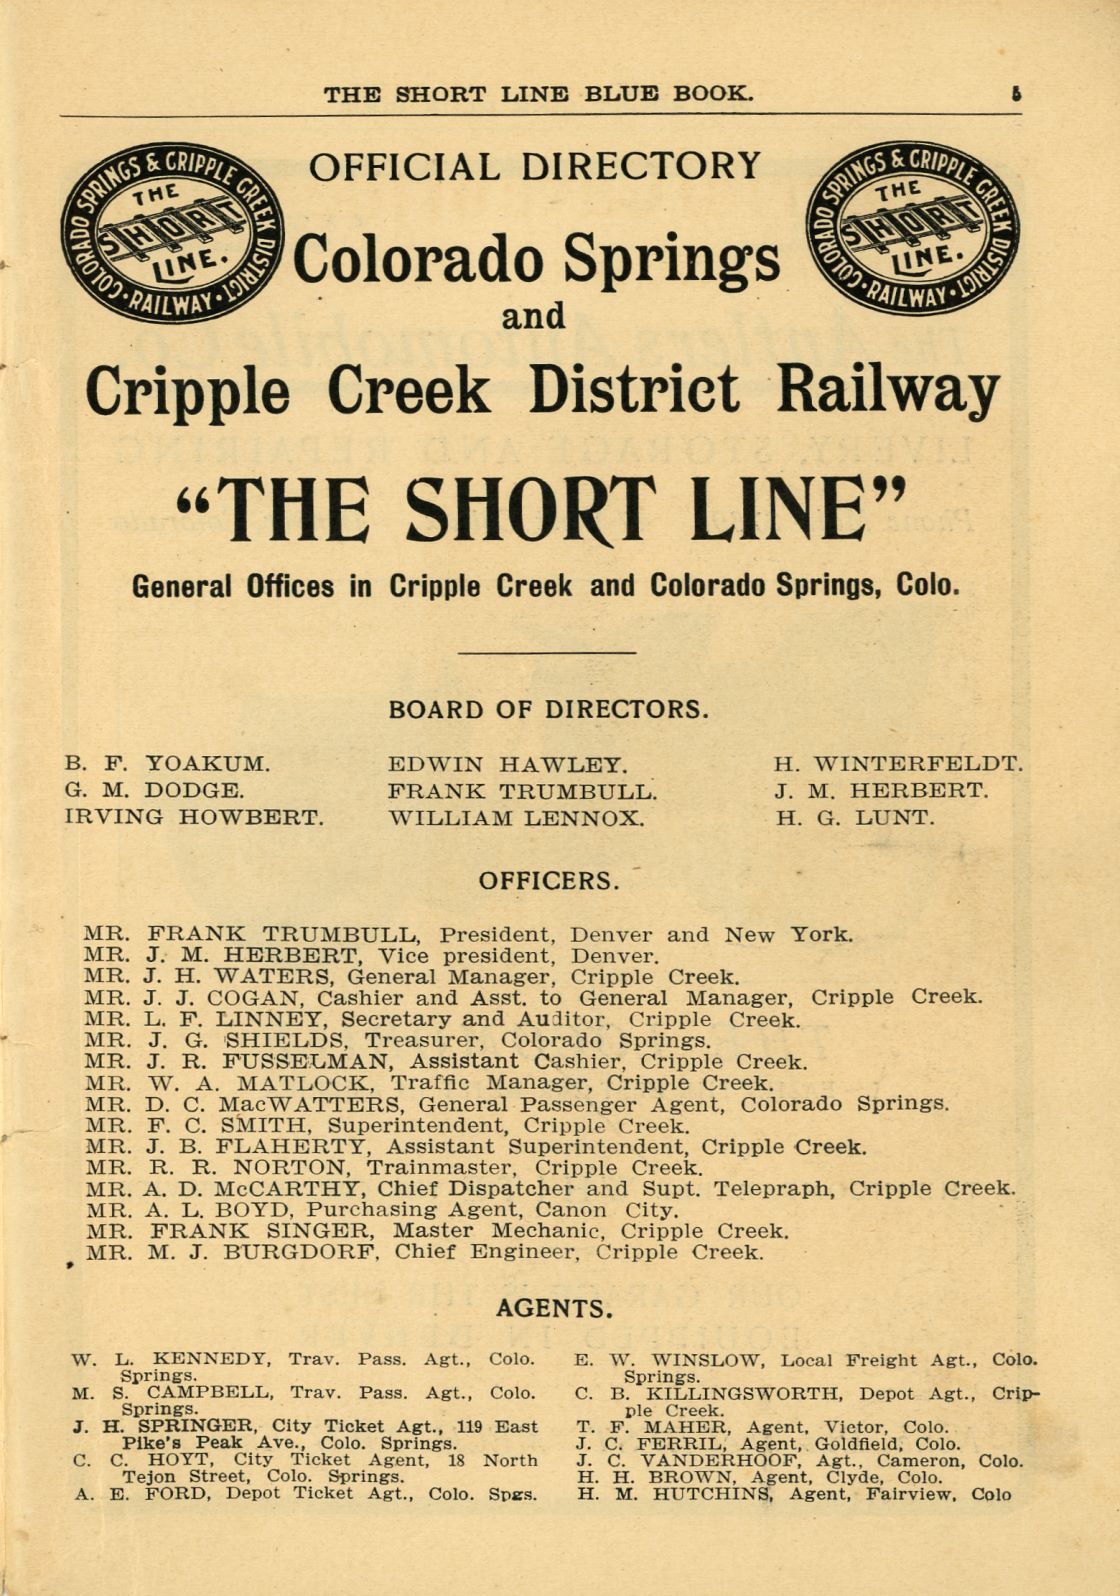 THE SHORT LINE BLUE BOOK. 5
COLORADO SPRINGS & CRIPPLE CREEK DISTRICT
THE
SHORT
LINE.
·RAILWAY·
OFFICIAL DIRECTORY
COLORADO SPRINGS & CRIPPLE CREEK DISTRICT
THE
SHORT
LINE.
·RAILWAY·
Colorado Springs
and
Cripple Creek District Railway
"THE SHORT LINE"
General Offices in Cripple Creek and Colorado Springs, Colo.
BOARD OF DIRECTORS.
B. F. YOAKUM. EDWIN HAWLEY. H. WINTERFELDT.
G. M. DODGE. FRANK TRUMBULL. J. M. HERBERT.
IRVING HOWBERT. WILLIAM LENNOX. H. G. LUNT.
OFFICERS.
MR. FRANK TRUMBULL, President, Denver and New York.
MR. J. M. HERBERT, Vice president, Denver.
MR. J. H. WATERS, General Manager, Cripple Creek.
MR. J. J. COGAN, Cashier and Asst. to General Manager, Cripple Creek.
MR. L. F. LINNEY, Secretary and Auditor, Cripple Creek.
MR. J. G. SHIELDS, Treasurer, Colorado Springs.
MR. J. R. FUSSELMAN, Assistant Cashier, Cripple Creek.
MR. W. A. MATLOCK, Traffic Manager, Cripple Creek.
MR. D. C. MacWATTERS, General Passenger Agent, Colorado Springs.
MR. F. C. SMITH, Superintendent, Cripple Creek.
MR. J. B. FLAHERTY, Assistant Superintendent, Cripple Creek.
MR. R. R. NORTON, Trainmaster, Cripple Creek.
MR. A. D. McCARTHY, Chief Dispatcher and Supt. Telepraph, Cripple Creek.
MR. A. L. BOYD, Purchasing Agent, Canon City.
MR. FRANK SINGER, Master Mechanic, Cripple Creek.
MR. M. J. BURGDORF, Chief Engineer, Cripple Creek.
AGENTS.
W. L. KENNEDY, Trav. Pass. Agt., Colo.
Springs.
M. S. CAMPBELL, Trav. Pass. Agt., Colo.
Springs.
J. H. SPRINGER, City Ticket Agt., 119 East
Pike's Peak Ave., Colo. Springs.
C. C. HOYT, City Ticket Agent, 18 North
Tejon Street, Colo. Springs.
A. E. FORD, Depot Ticket Agt., Colo. Spgs.
E. W. WINSLOW, Local Freight Agt., Colo.
Springs.
C. B. KILLINGSWORTH, Depot Agt., Crip-
ple Creek.
T. F. MAHER, Agent, Victor, Colo.
J. C. FERRIL, Agent, Goldfield, Colo.
J. C. VANDERHOOF, Agt., Cameron, Colo.
H. H. BROWN, Agent, Clyde, Colo.
H. M. HUTCHINS, Agent, Fairview, Colo